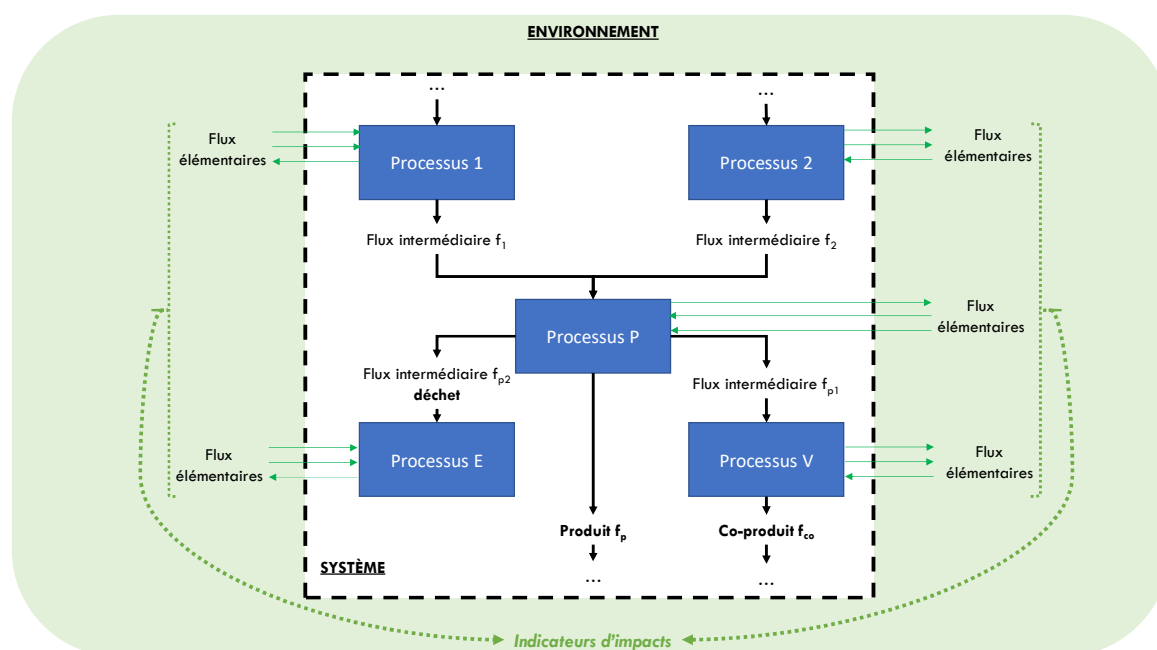 ENVIRONNEMENT
...
...
Flux
élémentaires
Processus 1
Processus 2
Flux
élémentaires
Flux intermédiaire f1
Flux intermédiaire f2
Processus P
Flux
élémentaires
Flux intermédiaire fp2
déchet
Flux intermédiaire fp1
Flux
élémentaires
Processus E
Processus V
Flux
élémentaires
Produit fp
Co-produit fco
SYSTÈME
...
...
Indicateurs d'impacts